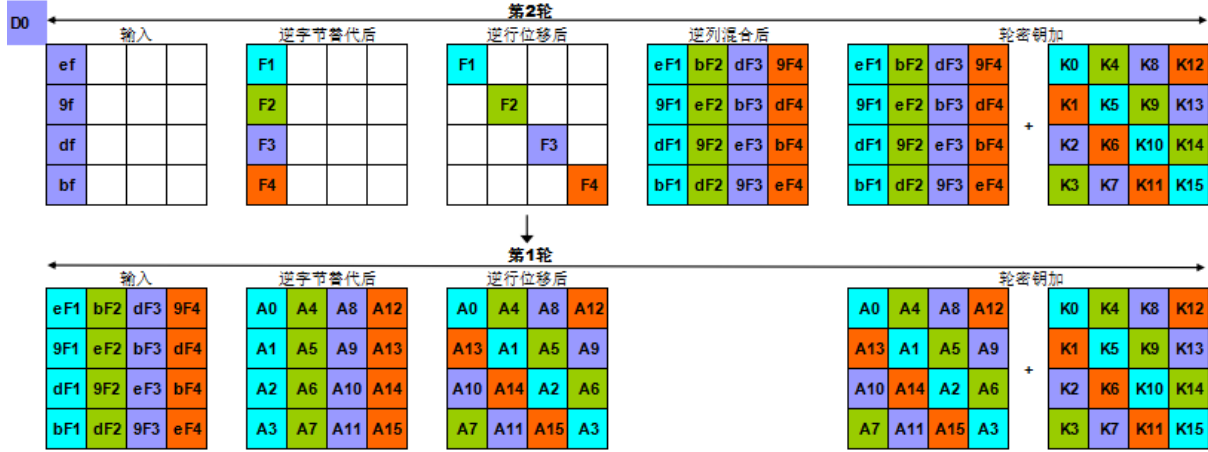 D0
第2轮
输入 逆字节替代后 逆行位移后 逆列混合后 轮密钥加
ef F1 F1 eF1 bF2 dF3 9F4 eF1 bF2 dF3 9F4 K0 K4 K8 K12
9f F2 F2 9F1 eF2 bF3 dF4 9F1 eF2 bF3 dF4 K1 K5 K9 K13
+
df F3 F3 dF1 9F2 eF3 bF4 dF1 9F2 eF3 bF4 K2 K6 K10 K14
bf F4 F4 bF1 dF2 9F3 eF4 bF1 dF2 9F3 eF4 K3 K7 K11 K15
第1轮
输入 逆字节替代后 逆行位移后 轮密钥加
eF1 bF2 dF3 9F4 A0 A4 A8 A12 A0 A4 A8 A12 A0 A4 A8 A12 K0 K4 K8 K12
9F1 eF2 bF3 dF4 A1 A5 A9 A13 A13 A1 A5 A9 A13 A1 A5 A9 K1 K5 K9 K13
+
dF1 9F2 eF3 bF4 A2 A6 A10 A14 A10 A14 A2 A6 A10 A14 A2 A6 K2 K6 K10 K14
bF1 dF2 9F3 eF4 A3 A7 A11 A15 A7 A11 A15 A3 A7 A11 A15 A3 K3 K7 K11 K15